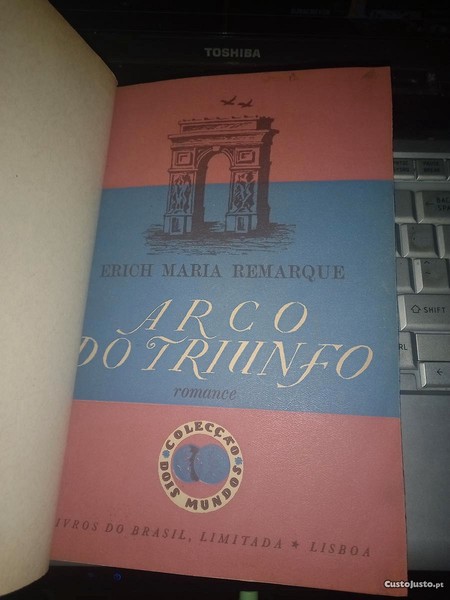 TOSHIBA
ERICH MARIA REMARQUE
ARCO
DO TRIUNFO
romance
COLECÇÃO
DOIS MUNDOS
IVROS DO BRASIL, LIMITADA * LISBOA
SHIFT
CustoJusto.pt